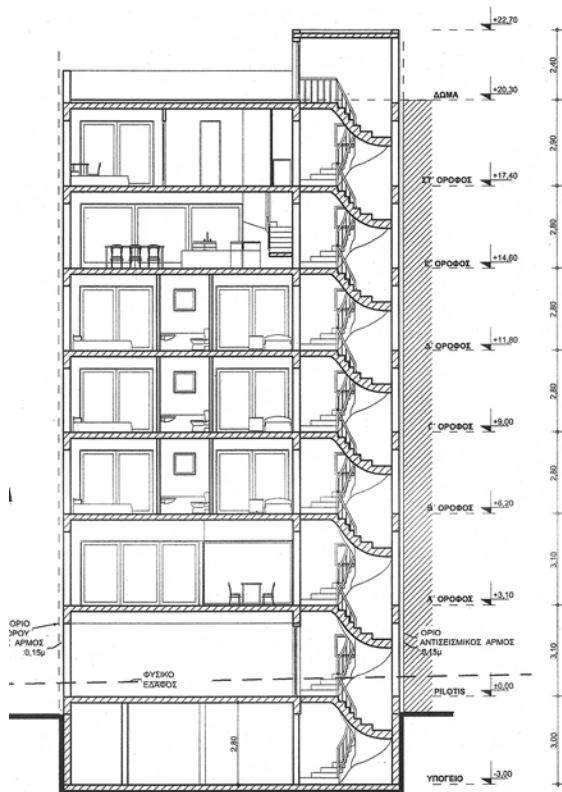 +22,70
2,40
ΔΩΜΑ
+20,30
2,90
ΣΤ' ΟΡΟΦΟΣ
+17,40
2,80
Ε' ΟΡΟΦΟΣ
+14,60
2,80
Δ' ΟΡΟΦΟΣ
+11,80
2,80
Γ' ΟΡΟΦΟΣ
+9,00
2,80
Β' ΟΡΟΦΟΣ
+6,20
3,10
Α' ΟΡΟΦΟΣ
+3,10
ΟΡΙΟ
ΟΡΟΥ
Σ ΑΡΜΟΣ
:0,15μ
ΟΡΙΟ
ΑΝΤΙΣΕΙΣΜΙΚΟΣ ΑΡΜΟΣ
:0,15μ
3,10
ΦΥΣΙΚΟ
ΕΔΑΦΟΣ
PILOTIS
+0,00
2,80
3,00
ΥΠΟΓΕΙΟ
-3,00